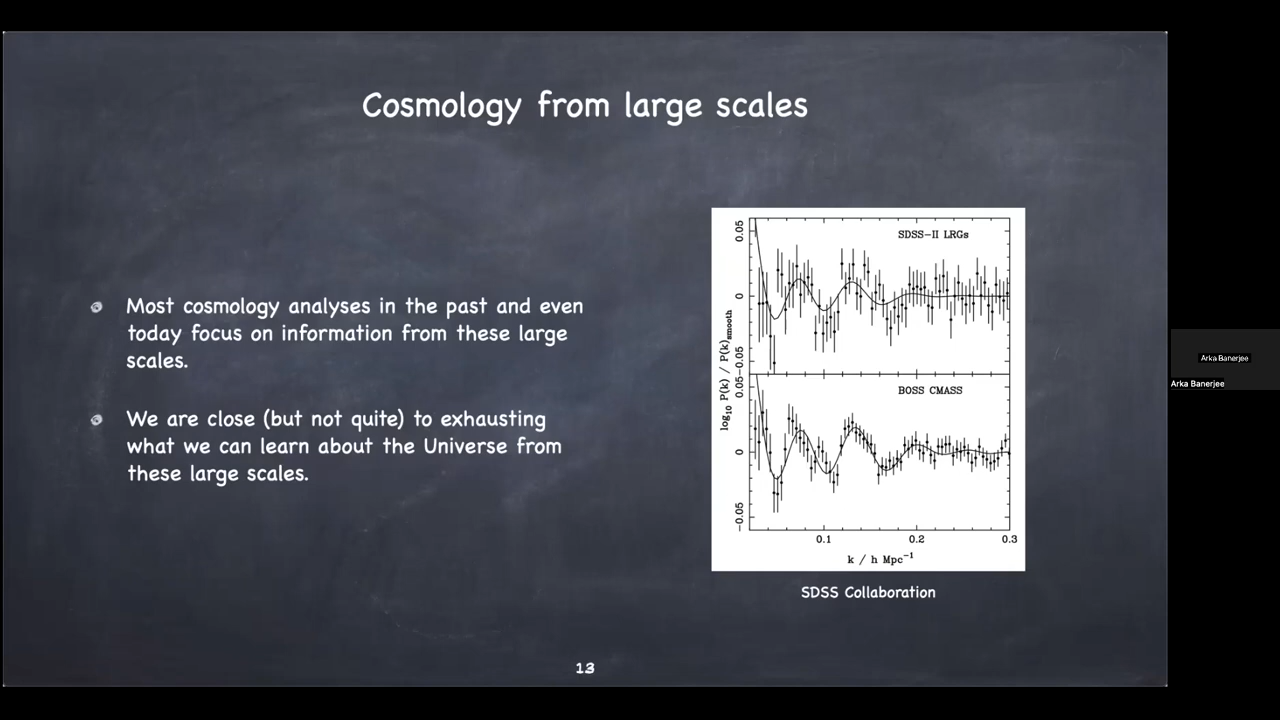 Cosmology from large scales
Most cosmology analyses in the past and even
today focus on information from these large
scales.
We are close (but not quite) to exhausting
what we can learn about the Universe from
these large scales.
SDSS-II LRGs
0.05
0
-0.05
BOSS CMASS
0.05
0
-0.05
log₁₀ P(k) / P(k)smooth
0.1 0.2 0.3
k / h Mpc⁻¹
SDSS Collaboration
13
Arka Banerjee
Arka Banerjee